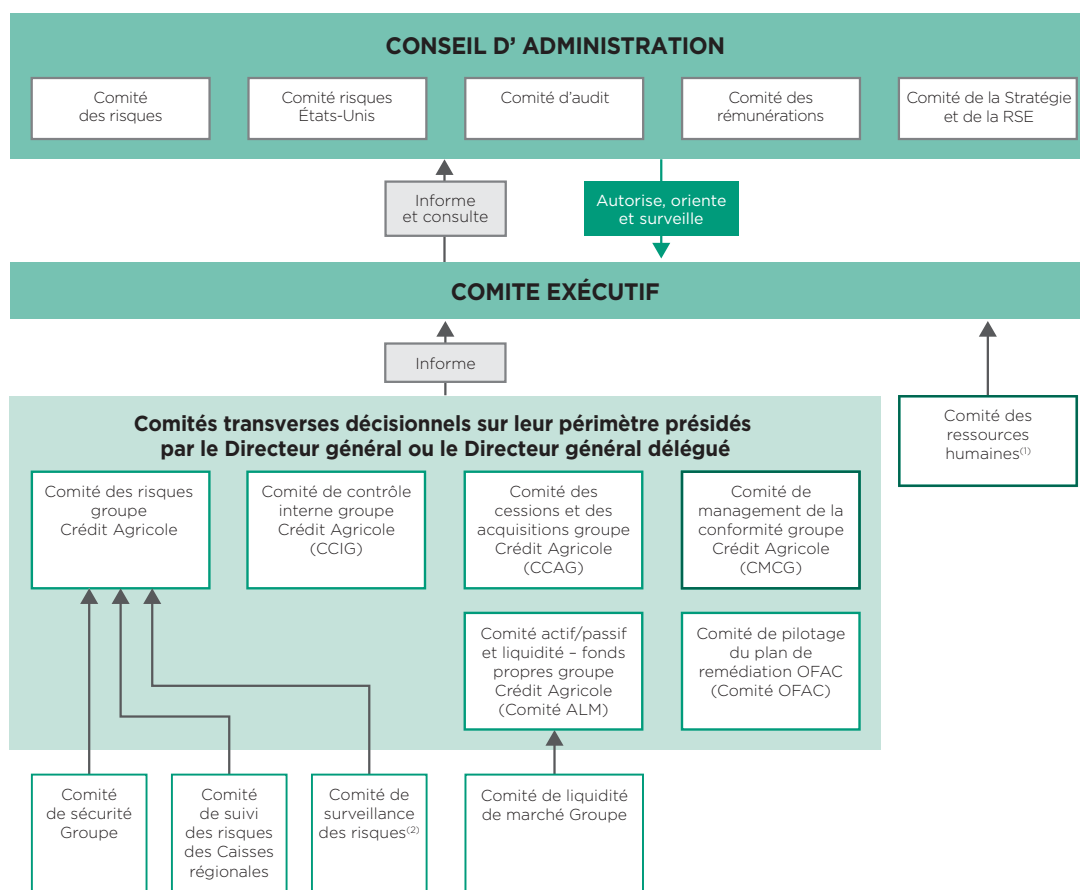 CONSEIL D' ADMINISTRATION
Comité
des risques
Comité risques
États-Unis
Comité d'audit
Comité des
rémunérations
Comité de la Stratégie
et de la RSE
Informe
et consulte
Autorise, oriente
et surveille
COMITE EXÉCUTIF
Informe
Comités transverses décisionnels sur leur périmètre présidés
par le Directeur général ou le Directeur général délégué
Comité des
ressources
humaines(1)
Comité des risques
groupe
Crédit Agricole
Comité de contrôle
interne groupe
Crédit Agricole
(CCIG)
Comité des
cessions et des
acquisitions groupe
Crédit Agricole
(CCAG)
Comité de
management de la
conformité groupe
Crédit Agricole
(CMCG)
Comité actif/passif
et liquidité – fonds
propres groupe
Crédit Agricole
(Comité ALM)
Comité de pilotage
du plan de
remédiation OFAC
(Comité OFAC)
Comité
de sécurité
Groupe
Comité
de suivi
des risques
des Caisses
régionales
Comité de
surveillance
des risques(2)
Comité de liquidité
de marché Groupe